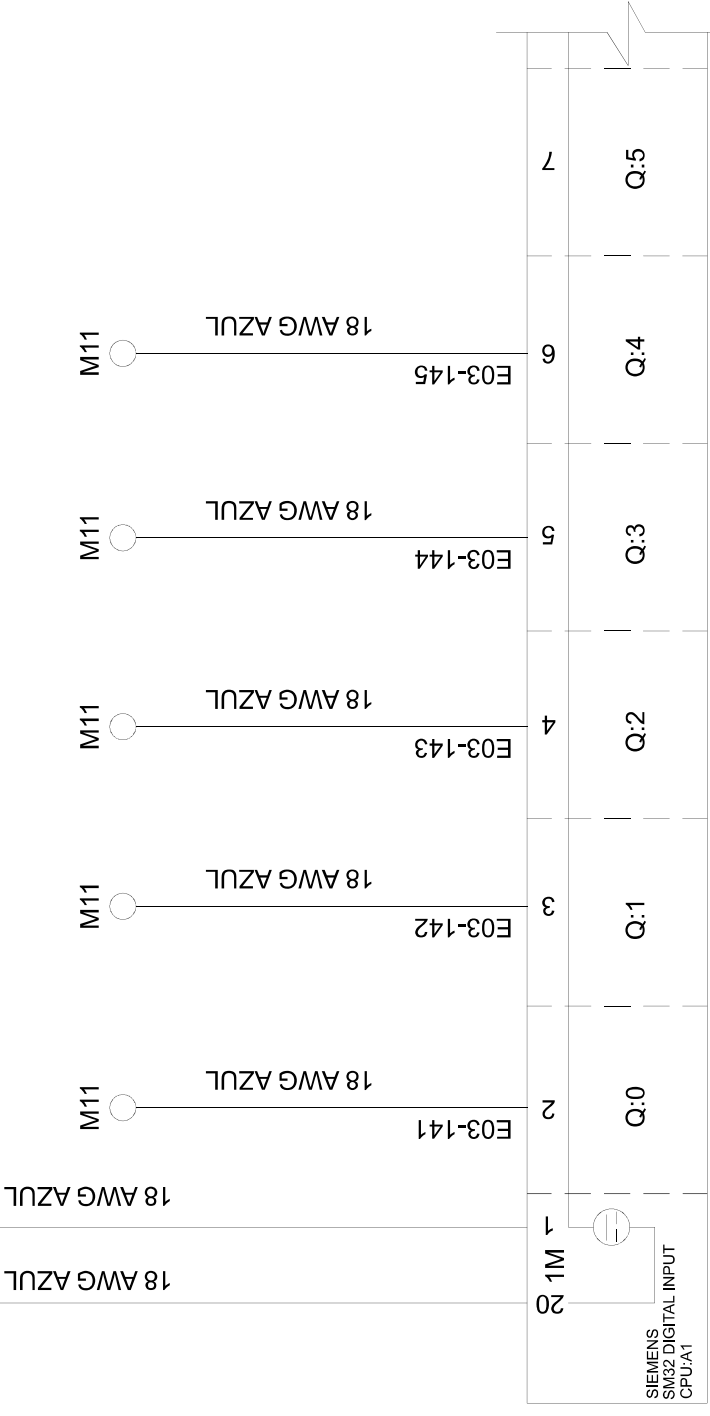 7
Q:5
M11
18 AWG AZUL
E03-145
6
Q:4
M11
18 AWG AZUL
E03-144
5
Q:3
M11
18 AWG AZUL
E03-143
4
Q:2
M11
18 AWG AZUL
E03-142
3
Q:1
M11
18 AWG AZUL
E03-141
2
Q:0
18 AWG AZUL
1
18 AWG AZUL
1M
20
SIEMENS
SM32 DIGITAL INPUT
CPU:A1